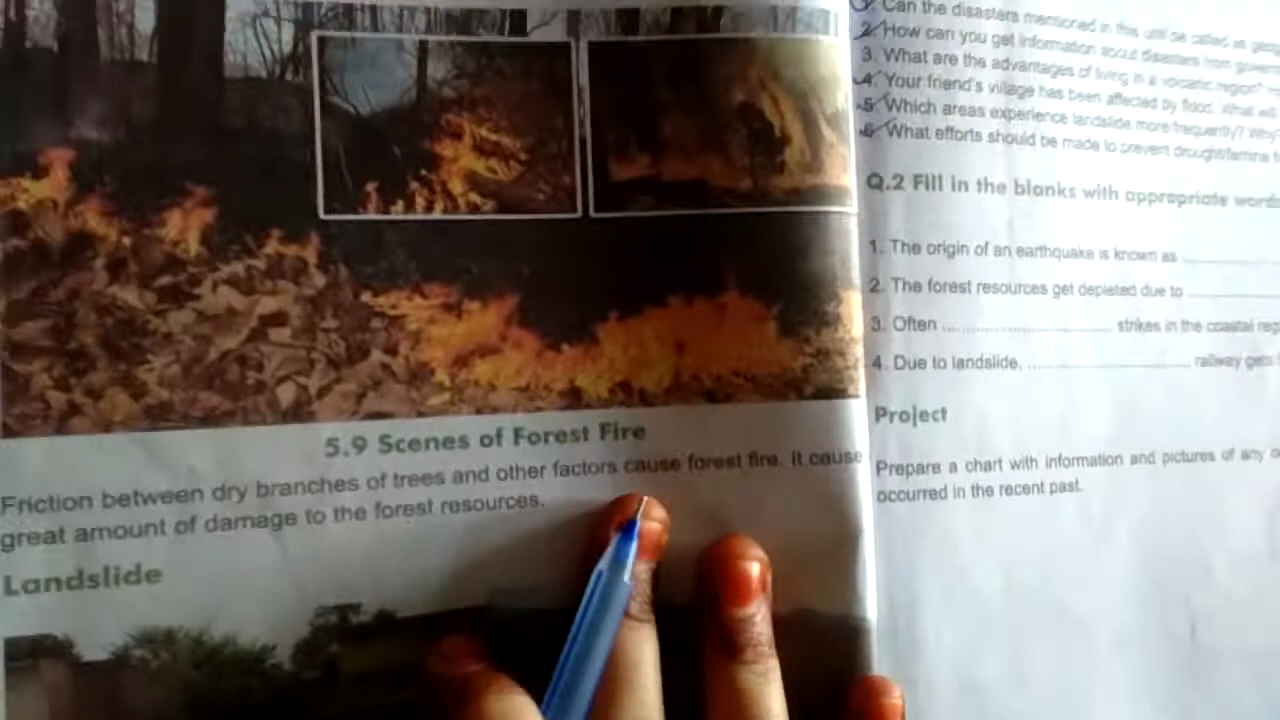 5.9 Scenes of Forest Fire
Friction between dry branches of trees and other factors cause forest fire. It cause
great amount of damage to the forest resources.
Landslide
Can the disasters mentioned in this unit be called as
2. How can you get information about disasters from
3. What are the advantages of living in a volcanic region?
4. Your friend's village has been affected by flood. What will
5. Which areas experience landslide more frequently? Why?
6. What efforts should be made to prevent drought/famine
Q.2 Fill in the blanks with appropriate words
1. The origin of an earthquake is known as
2. The forest resources get depleted due to
3. Often ........................ strikes in the coastal
4. Due to landslide, ........................ railway gets
Project
Prepare a chart with information and pictures of any
occurred in the recent past.